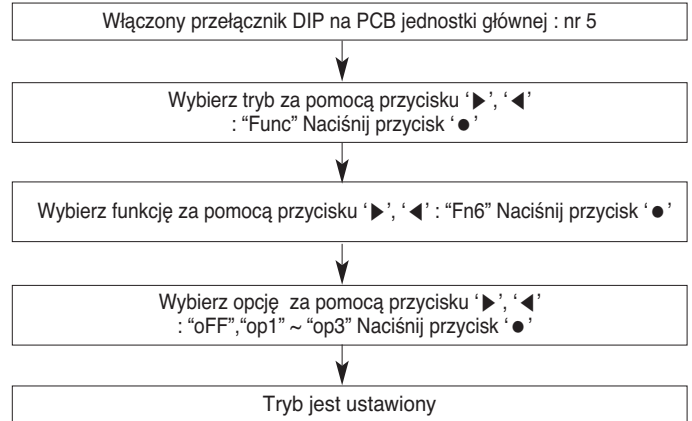 Włączony przełącznik DIP na PCB jednostki głównej : nr 5
Wybierz tryb za pomocą przycisku ‘▶’, ‘◀’
: “Func” Naciśnij przycisk ‘●’
Wybierz funkcję za pomocą przycisku ‘▶’, ‘◀’ : “Fn6” Naciśnij przycisk ‘●’
Wybierz opcję za pomocą przycisku ‘▶’, ‘◀’
: “oFF”,“op1” ~ “op3” Naciśnij przycisk ‘●’
Tryb jest ustawiony